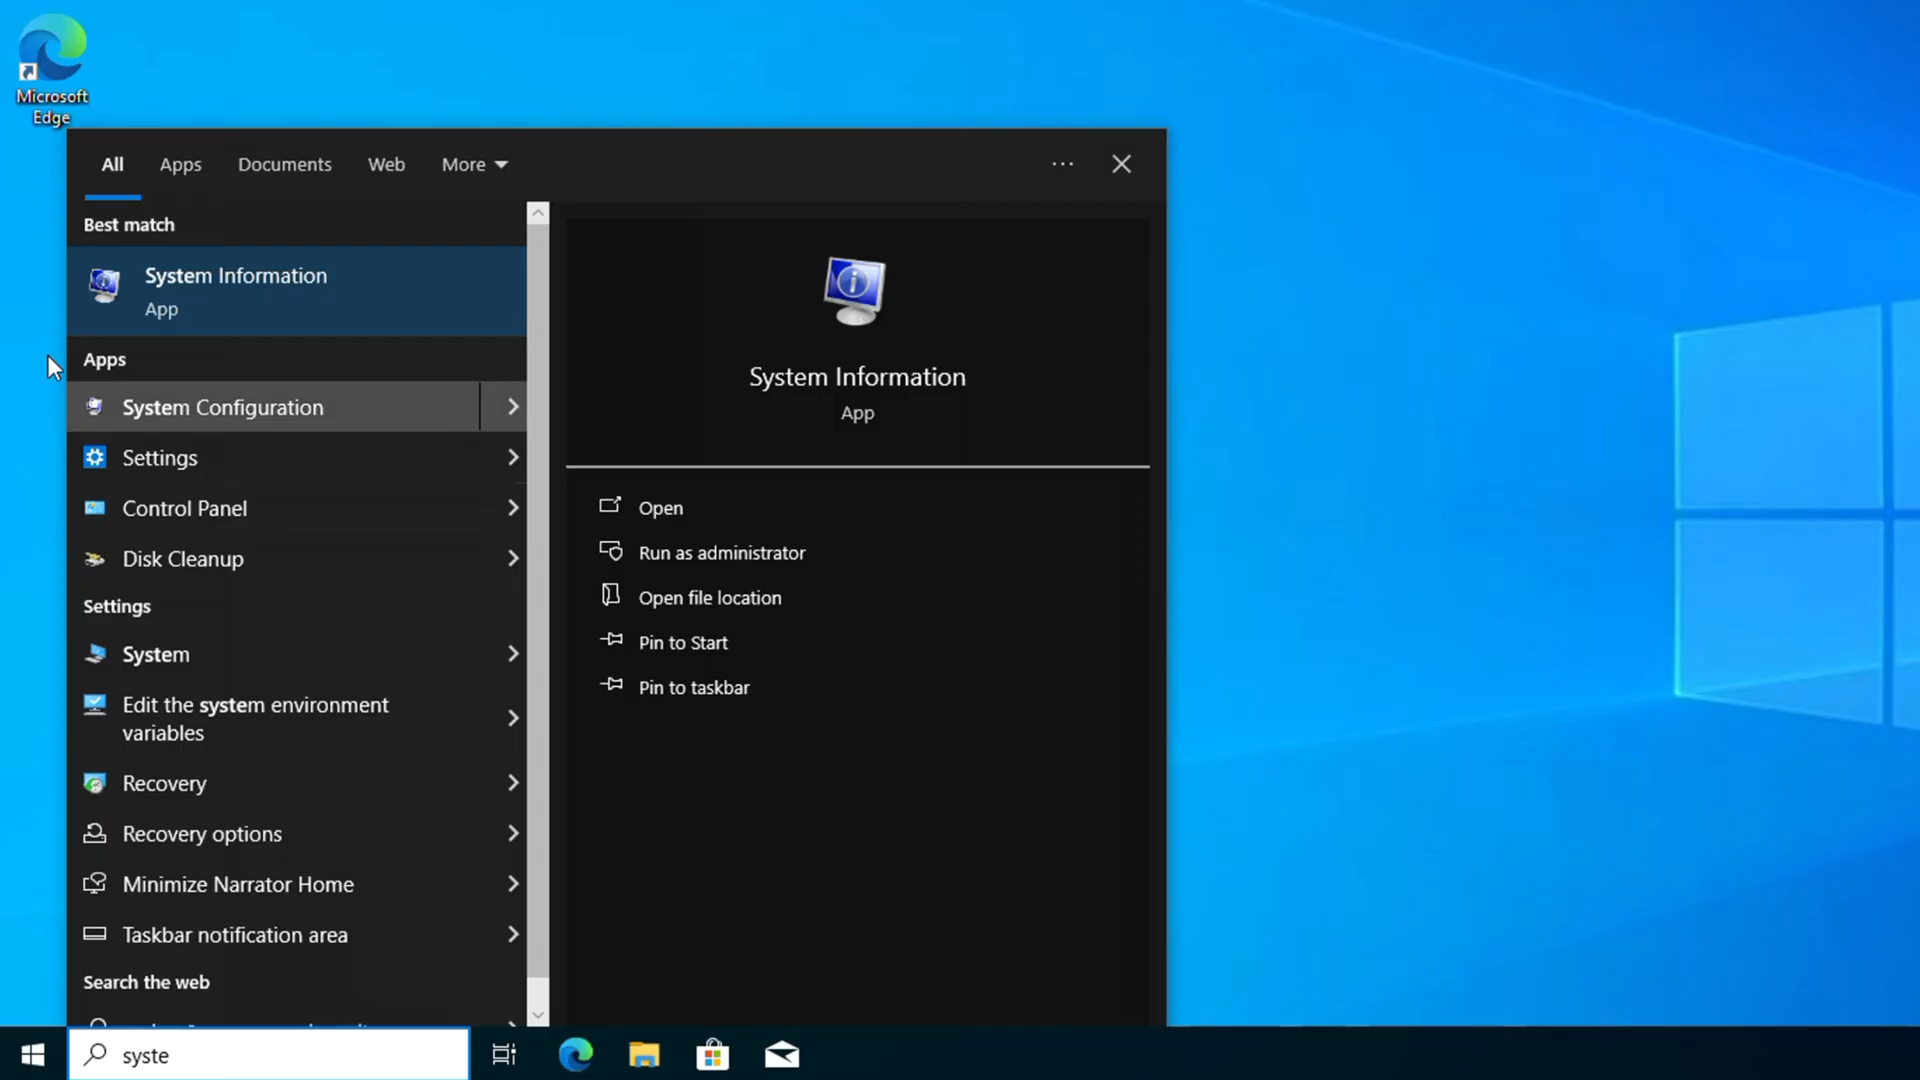 Microsoft
Edge
All
Apps
Documents
Web
More
Best match
System Information
App
Apps
System Configuration
Settings
Control Panel
Disk Cleanup
Settings
System
Edit the system environment
variables
Recovery
Recovery options
Minimize Narrator Home
Taskbar notification area
Search the web
System Information
App
Open
Run as administrator
Open file location
Pin to Start
Pin to taskbar
syste